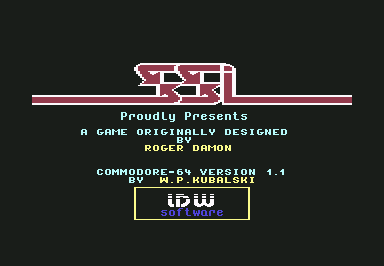 SSI
Proudly Presents
A GAME ORIGINALLY DESIGNED
BY
ROGER DAMON
COMMODORE-64 VERSION 1.1
BY W.P.KUBALSKI
IDW
software